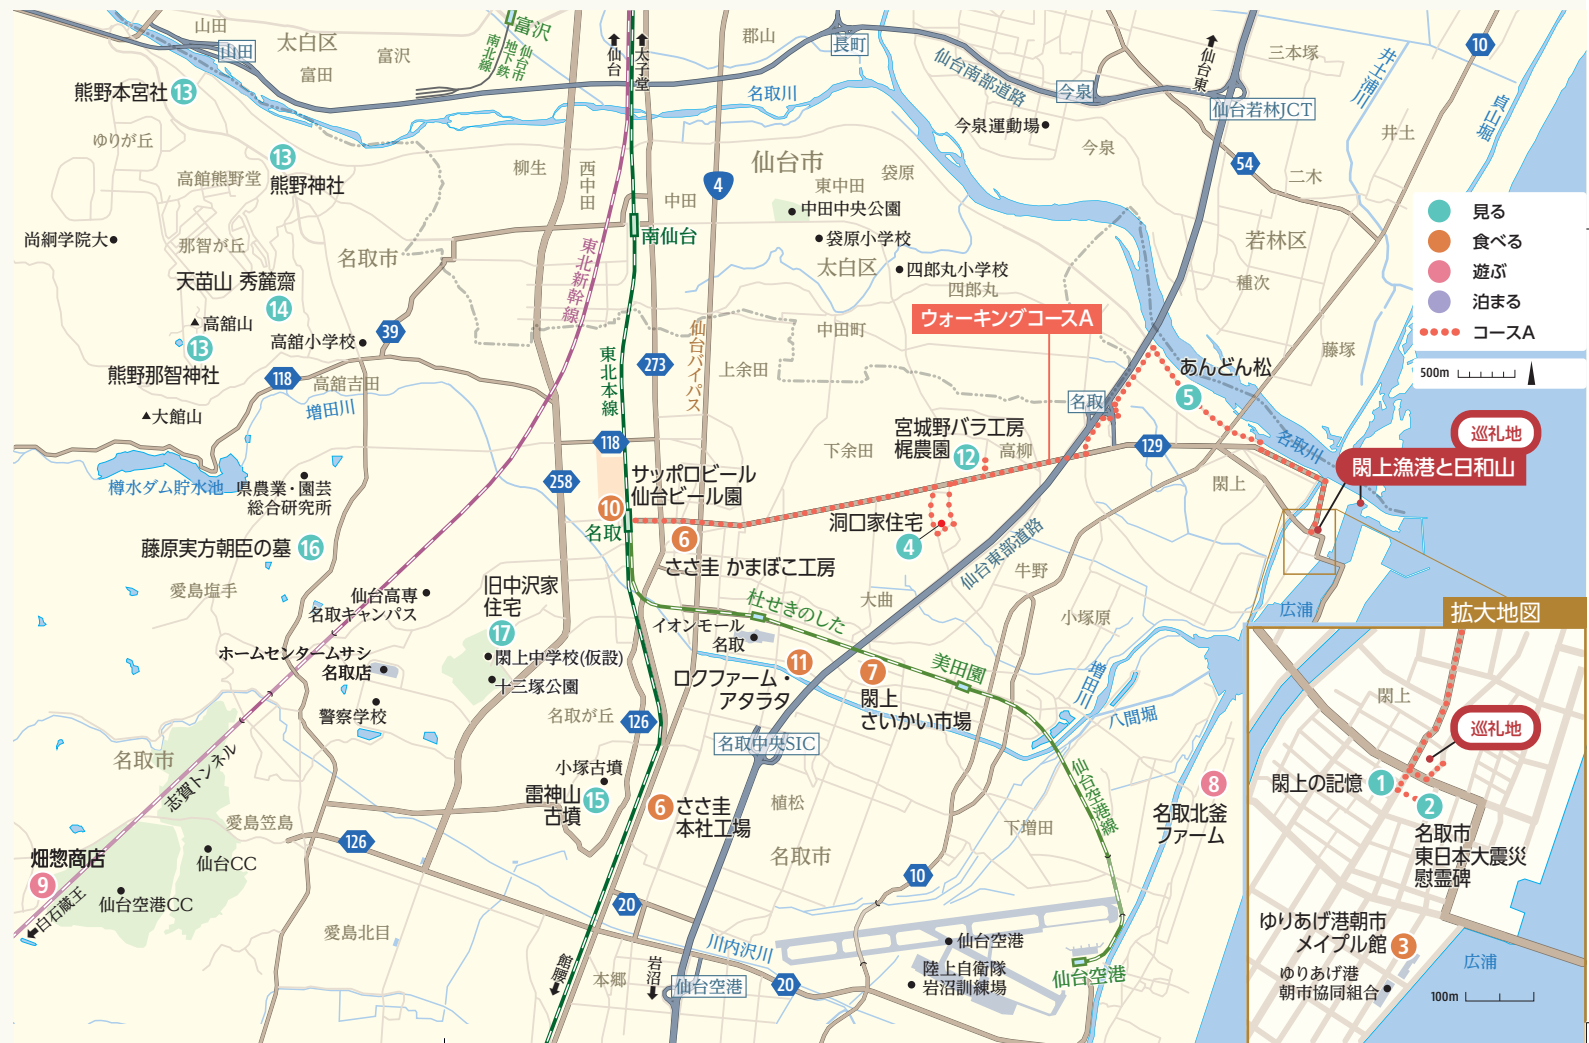 山田
太白区
山田
富沢
富田
富沢
仙台市
地下鉄
南北線
仙台
太子堂
郡山
長町
仙台南部道路
今泉
仙台東
仙台若林JCT
三本塚
井土浦川
10
貞山堀
井土
熊野本宮社
13
名取川
今泉運動場
今泉
54
二木
ゆりが丘
13
高舘熊野堂
熊野神社
柳生
西中田
中田
仙台市
4
東中田
袋原
中田中央公園
尚絅学院大
那智が丘
名取市
南仙台
東北新幹線
袋原小学校
太白区
四郎丸小学校
四郎丸
若林区
種次
天苗山 秀麓齋
14
高舘山
13
熊野那智神社
高舘小学校
39
118
高舘吉田
増田川
大館山
東北本線
273
仙台バイパス
上余田
中田町
ウォーキングコースA
あんどん松
5
藤塚
見る
食べる
遊ぶ
泊まる
コースA
500m
名取
129
名取川
巡礼地
閖上漁港と日和山
閖上
宮城野バラ工房
梶農園
12
高柳
下余田
118
258
樽水ダム貯水池
県農業・園芸
総合研究所
サッポロビール
仙台ビール園
10
名取
6
ささ圭 かまぼこ工房
洞口家住宅
4
仙台東部道路
牛野
大曲
小塚原
広浦
藤原実方朝臣の墓
16
愛島塩手
仙台高専
名取キャンパス
旧中沢家
住宅
17
閖上中学校(仮設)
十三塚公園
ホームセンタームサシ
名取店
警察学校
イオンモール
名取
杜せきのした
美田園
ロクファーム・
アタラタ
11
7
閖上
さいかい市場
増田川
八間堀
名取が丘
126
名取中央SIC
名取市
志賀トンネル
小塚古墳
雷神山
古墳
15
6
ささ圭
本社工場
植松
仙台空港線
下増田
8
名取北釜
ファーム
愛島笠島
126
名取市
10
畑惣商店
9
仙台CC
仙台空港CC
白石蔵王
愛島北目
20
川内沢川
館腰
本郷
岩沼
仙台空港
20
仙台空港
陸上自衛隊
岩沼訓練場
仙台空港
拡大地図
閖上
巡礼地
閖上の記憶
1
2
名取市
東日本大震災
慰霊碑
ゆりあげ港朝市
メイプル館
3
ゆりあげ港
朝市協同組合
広浦
100m